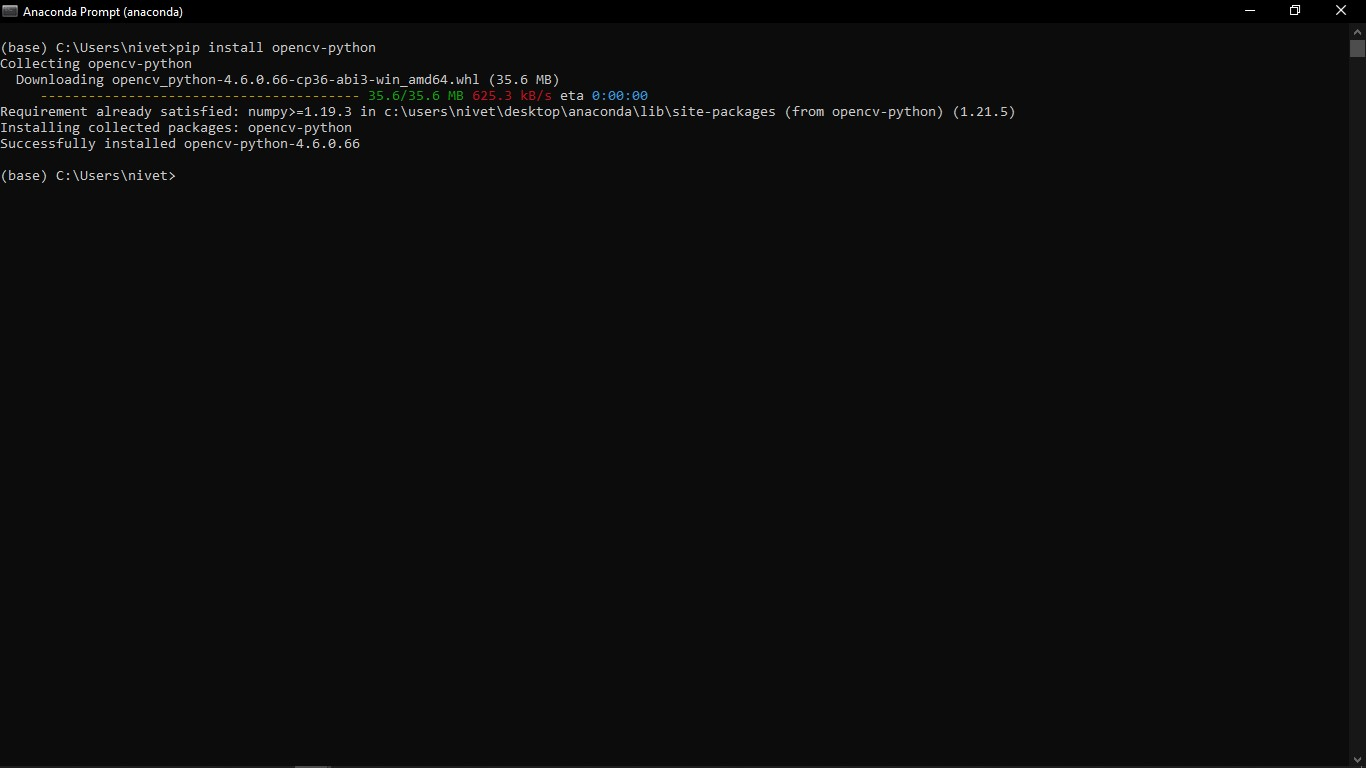 Anaconda Prompt (anaconda)
(base) C:\Users\nivet>pip install opencv-python
Collecting opencv-python
  Downloading opencv_python-4.6.0.66-cp36-abi3-win_amd64.whl (35.6 MB)
     ---------------------------------------- 35.6/35.6 MB 625.3 kB/s eta 0:00:00
Requirement already satisfied: numpy>=1.19.3 in c:\users\nivet\desktop\anaconda\lib\site-packages (from opencv-python) (1.21.5)
Installing collected packages: opencv-python
Successfully installed opencv-python-4.6.0.66
(base) C:\Users\nivet>